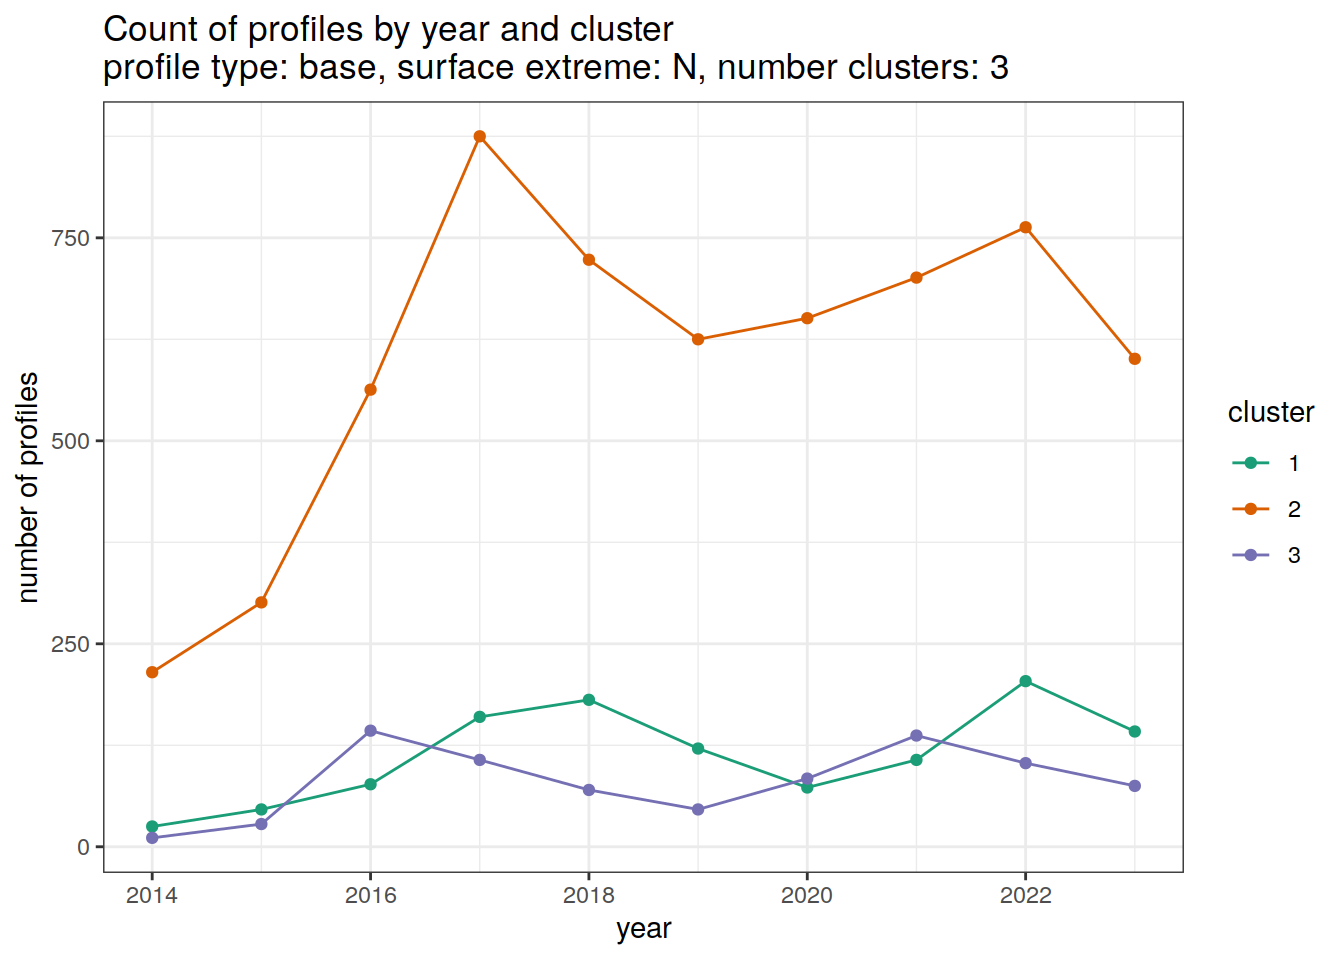 Count of profiles by year and cluster
profile type: base, surface extreme: N, number clusters: 3
number of profiles
750
500
250
0
2014 2016 2018 2020 2022
year
cluster
1
2
3